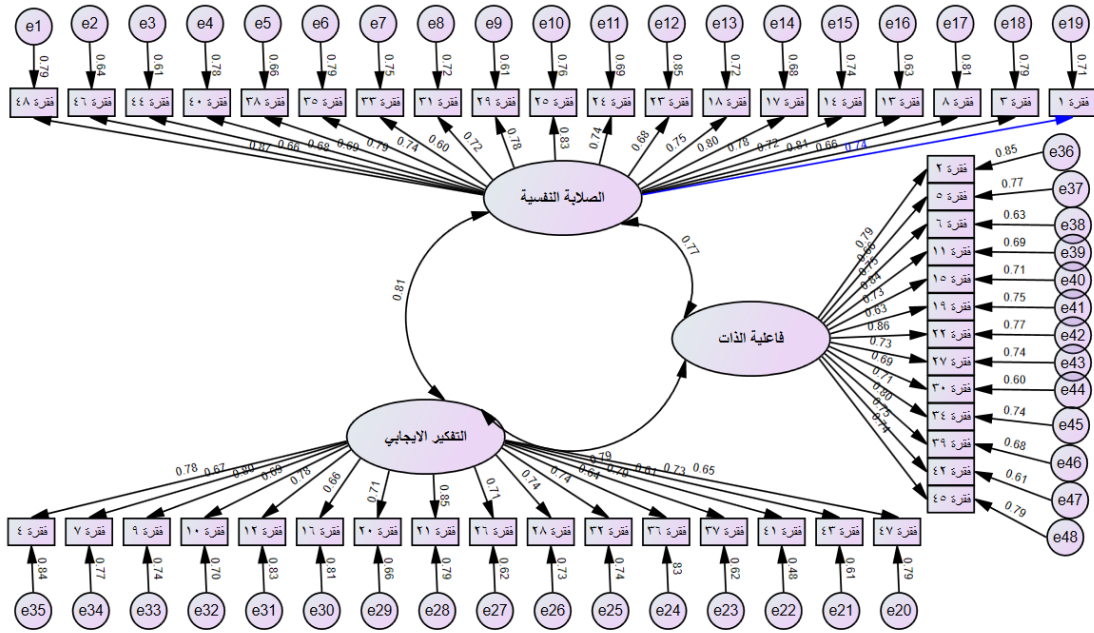 e1 e2 e3 e4 e5 e6 e7 e8 e9 e10 e11 e12 e13 e14 e15 e16 e17 e18 e19
0.79 0.64 0.61 0.78 0.66 0.79 0.75 0.72 0.61 0.76 0.69 0.85 0.72 0.68 0.74 0.63 0.81 0.79 0.71
فقرة ٤٨ فقرة ٤٦ فقرة ٤٤ فقرة ٤٠ فقرة ٣٨ فقرة ٣٥ فقرة ٣٣ فقرة ٣١ فقرة ٢٩ فقرة ٢٥ فقرة ٢٤ فقرة ٢٣ فقرة ١٨ فقرة ١٧ فقرة ١٤ فقرة ١٣ فقرة ٨ فقرة ٣ فقرة ١
0.87 0.66 0.68 0.69 0.79 0.74 0.60 0.72 0.78 0.83 0.74 0.68 0.75 0.80 0.78 0.72 0.81 0.66 0.74
الصلابة النفسية
0.77
0.81
فاعلية الذات
0.79 فقرة ٢ 0.85 e36
0.66 فقرة ٥ 0.77 e37
0.75 فقرة ٦ 0.63 e38
0.84 فقرة ١١ 0.69 e39
0.73 فقرة ١٥ 0.71 e40
0.63 فقرة ١٩ 0.75 e41
0.86 فقرة ٢٢ 0.77 e42
0.73 فقرة ٢٧ 0.74 e43
0.69 فقرة ٣٠ 0.60 e44
0.71 فقرة ٣٤ 0.74 e45
0.80 فقرة ٣٩ 0.68 e46
0.75 فقرة ٤٢ 0.61 e47
0.74 فقرة ٤٥ 0.79 e48
التفكير الايجابي
0.79
0.78 0.67 0.80 0.69 0.78 0.66 0.71 0.85 0.71 0.74 0.74 0.64 0.70 0.61 0.73 0.65
فقرة ٤ فقرة ٧ فقرة ٩ فقرة ١٠ فقرة ١٢ فقرة ١٦ فقرة ٢٠ فقرة ٢١ فقرة ٢٦ فقرة ٢٨ فقرة ٣٢ فقرة ٣٦ فقرة ٣٧ فقرة ٤١ فقرة ٤٣ فقرة ٤٧
0.84 0.77 0.74 0.70 0.83 0.81 0.66 0.79 0.62 0.73 0.74 83 0.62 0.48 0.61 0.79
e35 e34 e33 e32 e31 e30 e29 e28 e27 e26 e25 e24 e23 e22 e21 e20